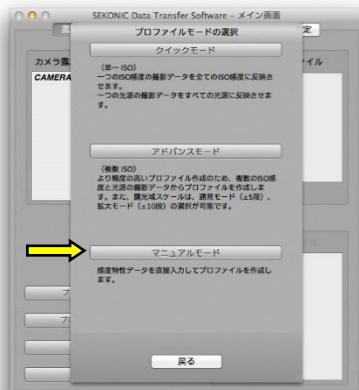 SEKONIC Data Transfer Software – メイン画面
プロファイルモードの選択
定
クイックモード
カメラ露
イル
CAMERA
(単一 ISO)
一つのISO感度の撮影データを全てのISO感度に反映さ
せます。
一つの光源の撮影データをすべての光源に反映させま
す。
アドバンスモード
(複数 ISO)
より精度の高いプロファイル作成のため、複数のISO感
度と光源の撮影データからプロファイルを作成しま
す。また、露光域スケールは、通常モード(±5段)、
拡大モード(±10段)の選択が可能です。
マニュアルモード
感度特性データを直接入力してプロファイルを作成し
ます。
プ
プロ
戻る